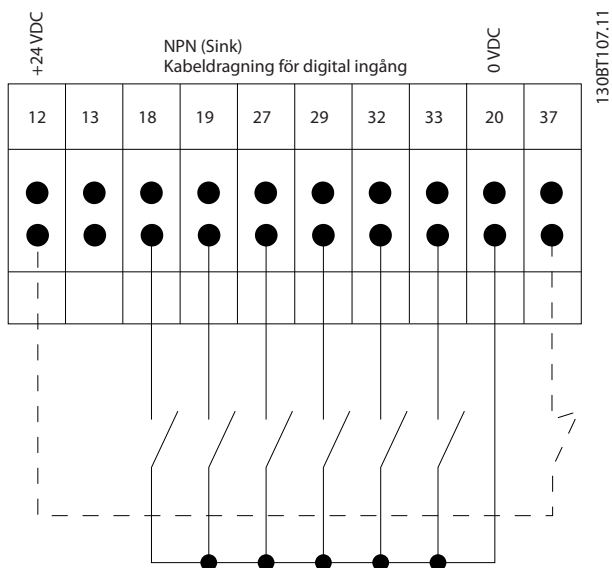 +24 VDC
NPN (Sink)
Kabeldragning för digital ingång
0 VDC
130BT107.11
12 13 18 19 27 29 32 33 20 37